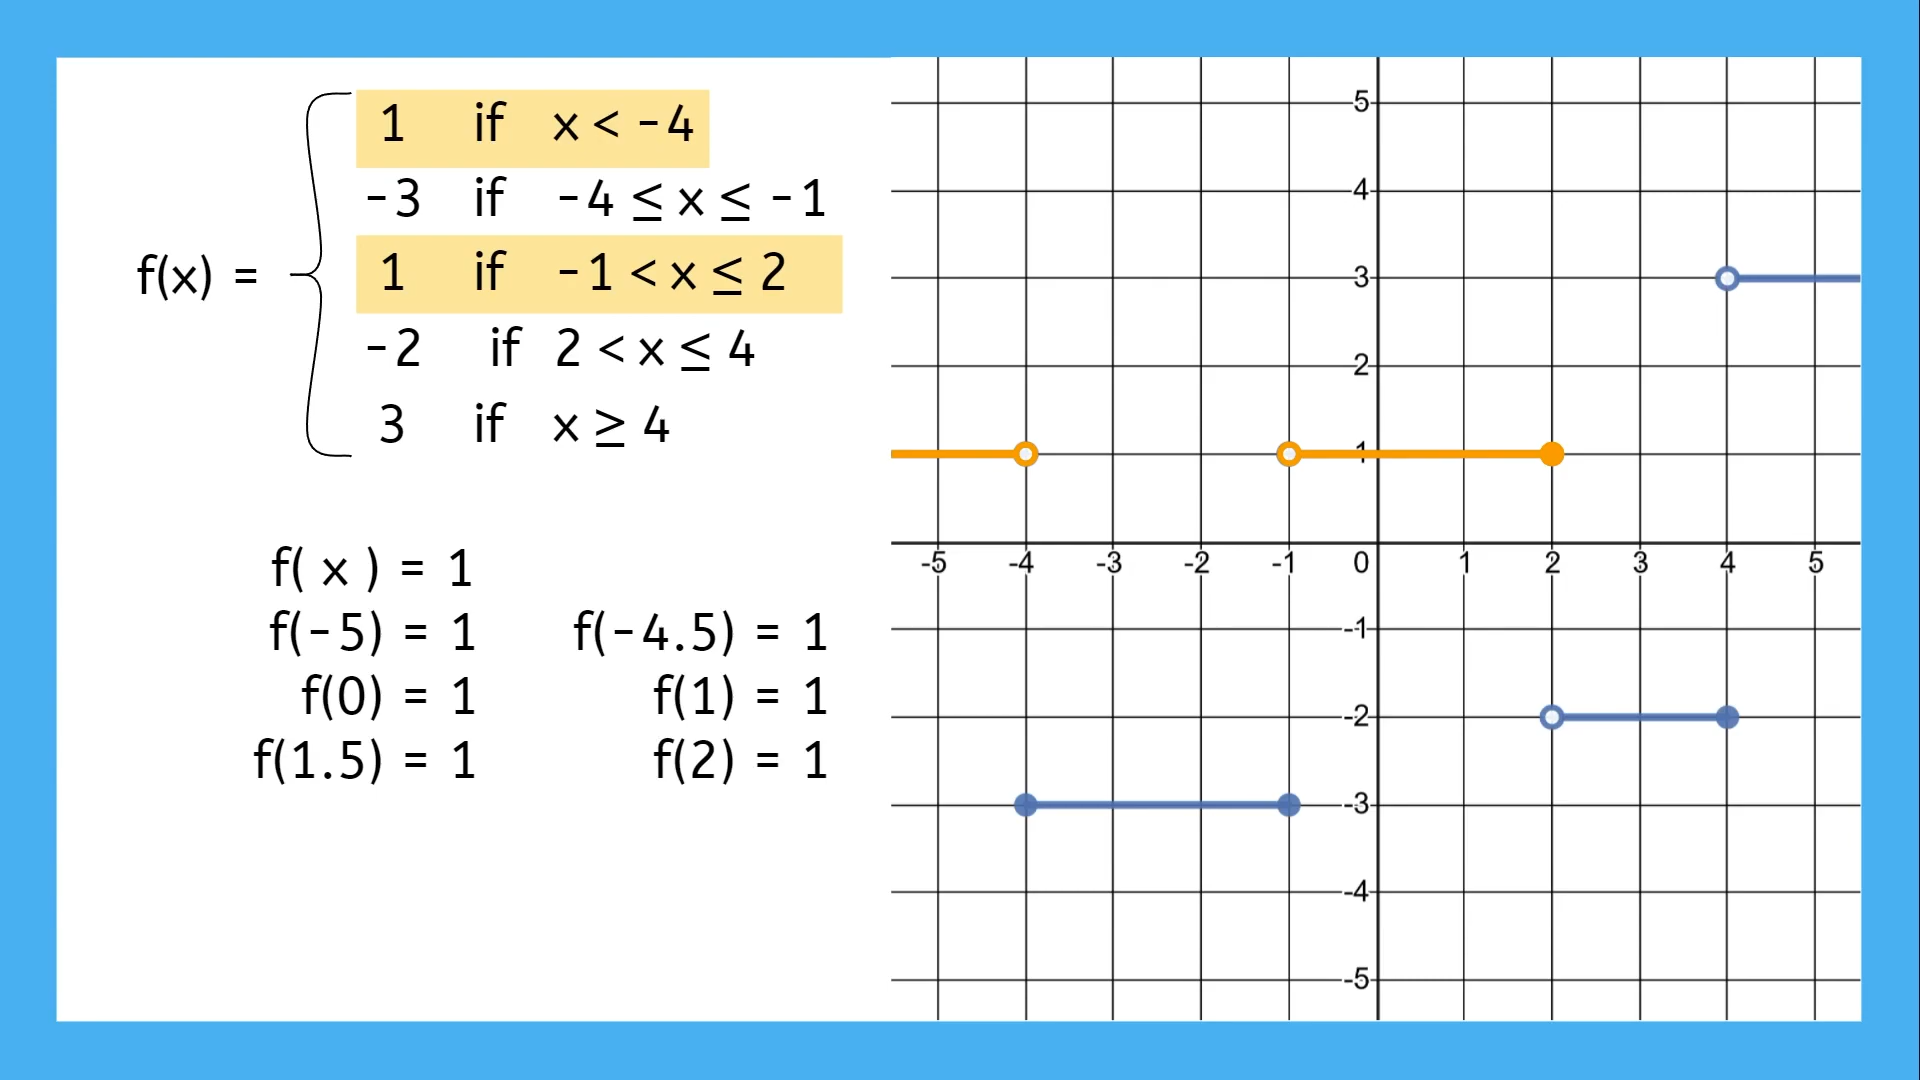 f(x) =
1 if x < -4
-3 if -4 ≤ x ≤ -1
1 if -1 < x ≤ 2
-2 if 2 < x ≤ 4
3 if x ≥ 4
f( x ) = 1
f(-5) = 1 f(-4.5) = 1
f(0) = 1 f(1) = 1
f(1.5) = 1 f(2) = 1
5
4
3
2
1
-5 -4 -3 -2 -1 0 1 2 3 4 5
-1
-2
-3
-4
-5